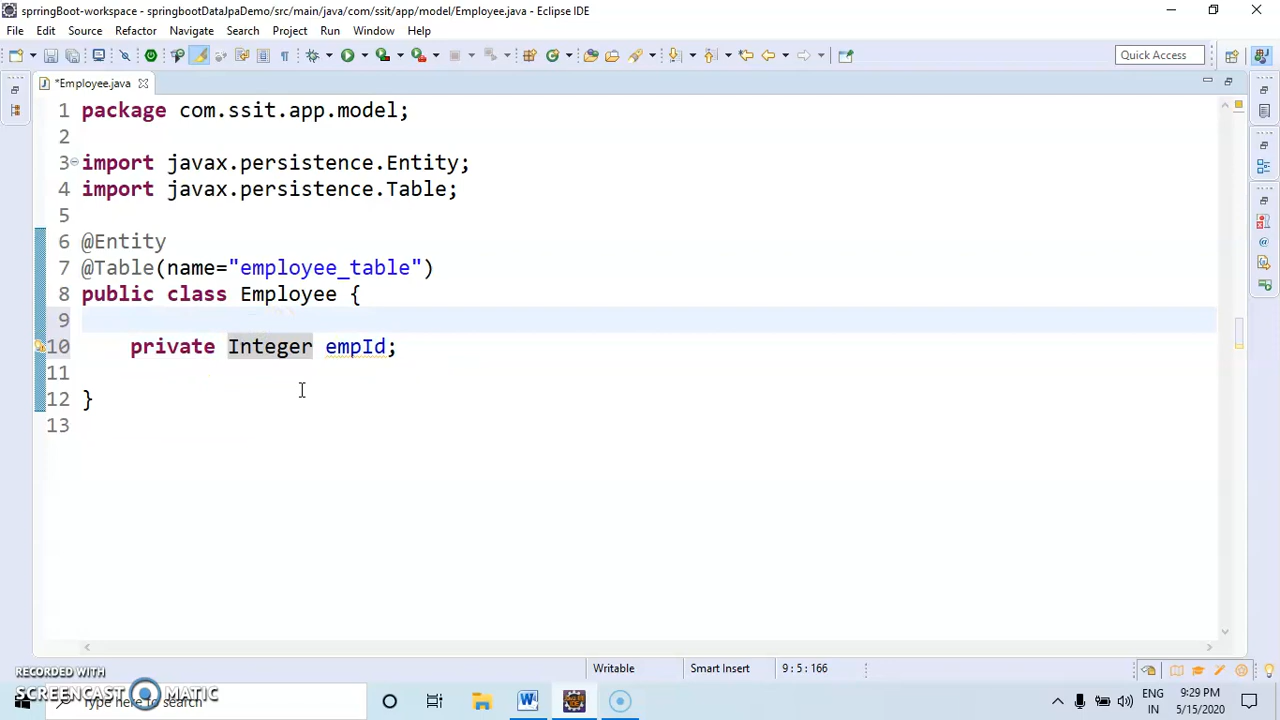 sprringBoot-workspace - springbootDataJpaDemo/src/main/java/com/ssit/app/model/Employee.java - Eclipse IDE
File Edit Source Refactor Navigate Search Project Run Window Help
Quick Access
*Employee.java
1 package com.ssit.app.model;
2
3 import javax.persistence.Entity;
4 import javax.persistence.Table;
5
6 @Entity
7 @Table(name="employee_table")
8 public class Employee {
9
10 private Integer empId;
11
12 }
13
Writable Smart Insert 9 : 5 : 166
RECORDED WITH
SCREENCAST MATIC
Type here to search
ENG 9:29 PM
IN 5/15/2020